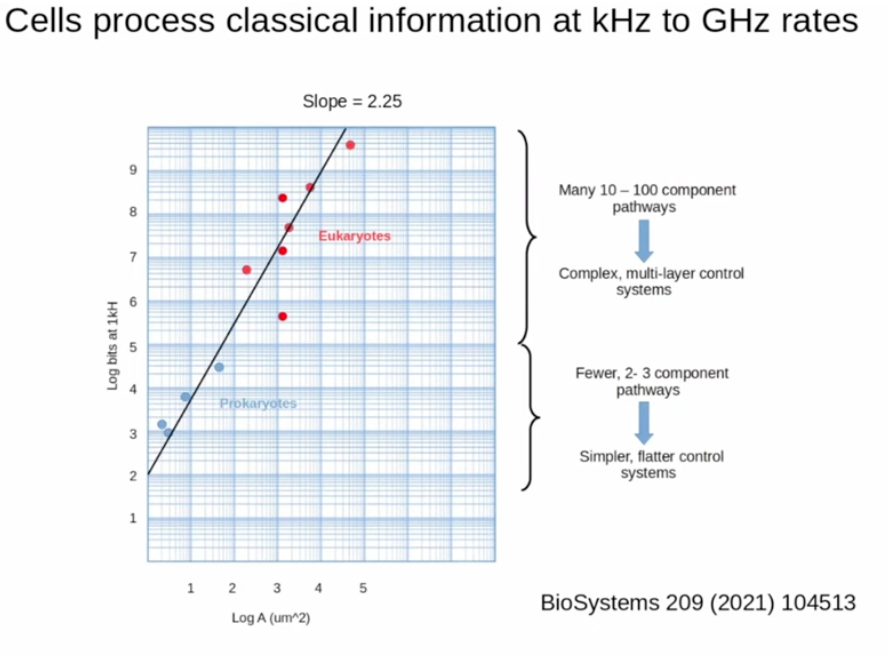 Cells process classical information at kHz to GHz rates
Slope = 2.25
9
8
7
6
5
4
3
2
1
Log bits at 1kH
Eukaryotes
Prokaryotes
1 2 3 4 5
Log A (um^2)
Many 10 – 100 component
pathways
Complex, multi-layer control
systems
Fewer, 2- 3 component
pathways
Simpler, flatter control
systems
BioSystems 209 (2021) 104513